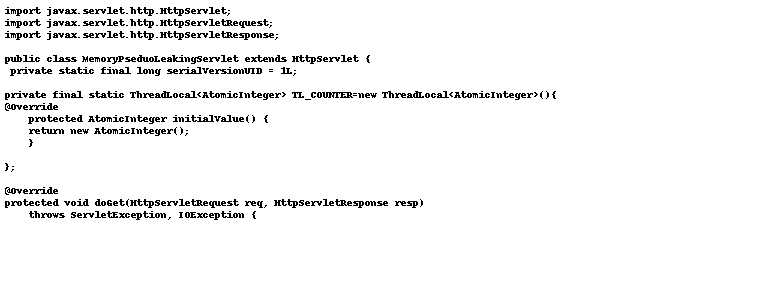 import javax.servlet.http.HttpServlet;
import javax.servlet.http.HttpServletRequest;
import javax.servlet.http.HttpServletResponse;
public class MemoryPseduoLeakingServlet extends HttpServlet {
private static final long serialVersionUID = 1L;
private final static ThreadLocal<AtomicInteger> TL_COUNTER=new ThreadLocal<AtomicInteger>(){
@Override
protected AtomicInteger initialValue() {
return new AtomicInteger();
}
};
@Override
protected void doGet(HttpServletRequest req, HttpServletResponse resp)
throws ServletException, IOException {